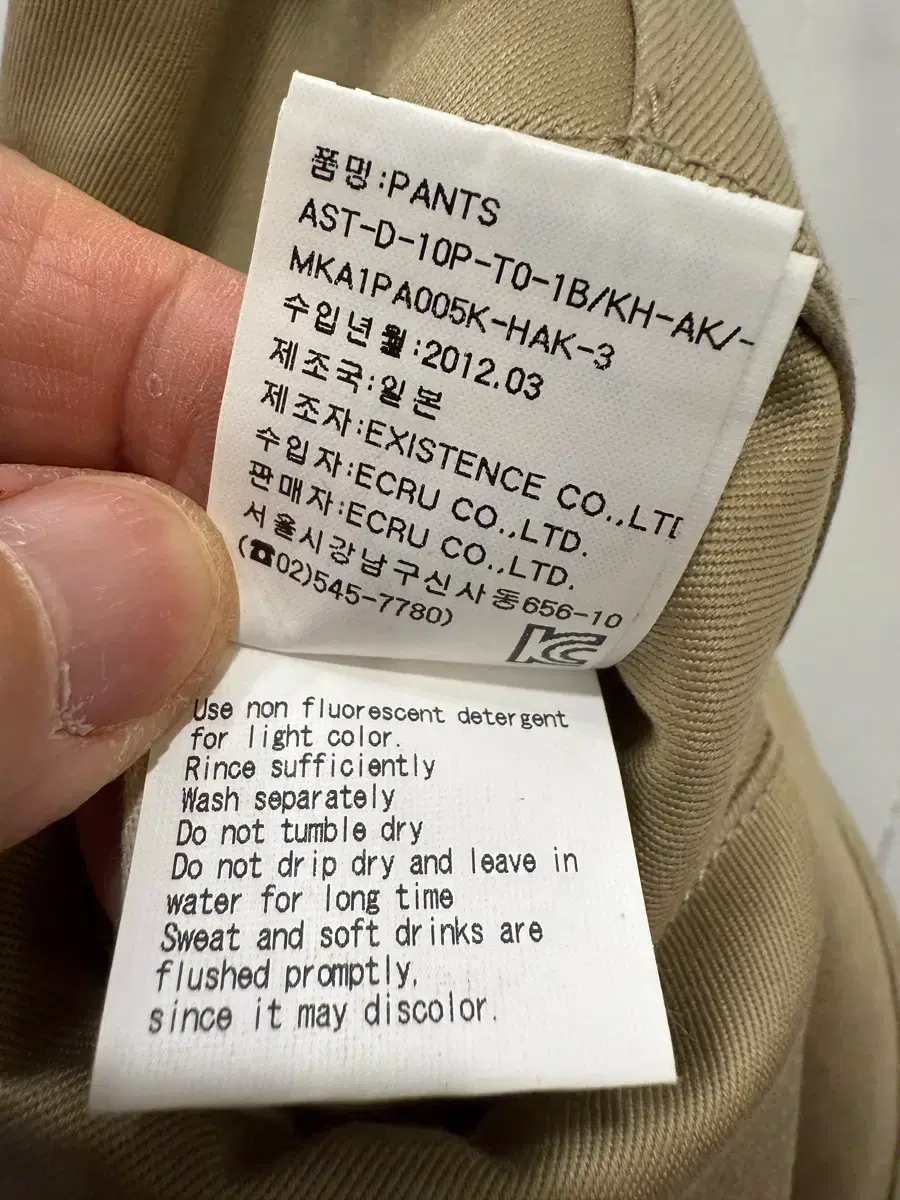 품명:PANTS
AST-D-10P-T0-1B/KH-AK/-
MKA1PA005K-HAK-3
수입년월:2012.03
제조국:일본
제조자:EXISTENCE CO.,LTD
수입자:ECRU CO.,LTD.
판매자:ECRU CO.,LTD.
서울시강남구신사동656-10
(☎02)545-7780)
KC
Use non fluorescent detergent
for light color.
Rince sufficiently
Wash separately
Do not tumble dry
Do not drip dry and leave in
water for long time
Sweat and soft drinks are
flushed promptly,
since it may discolor.